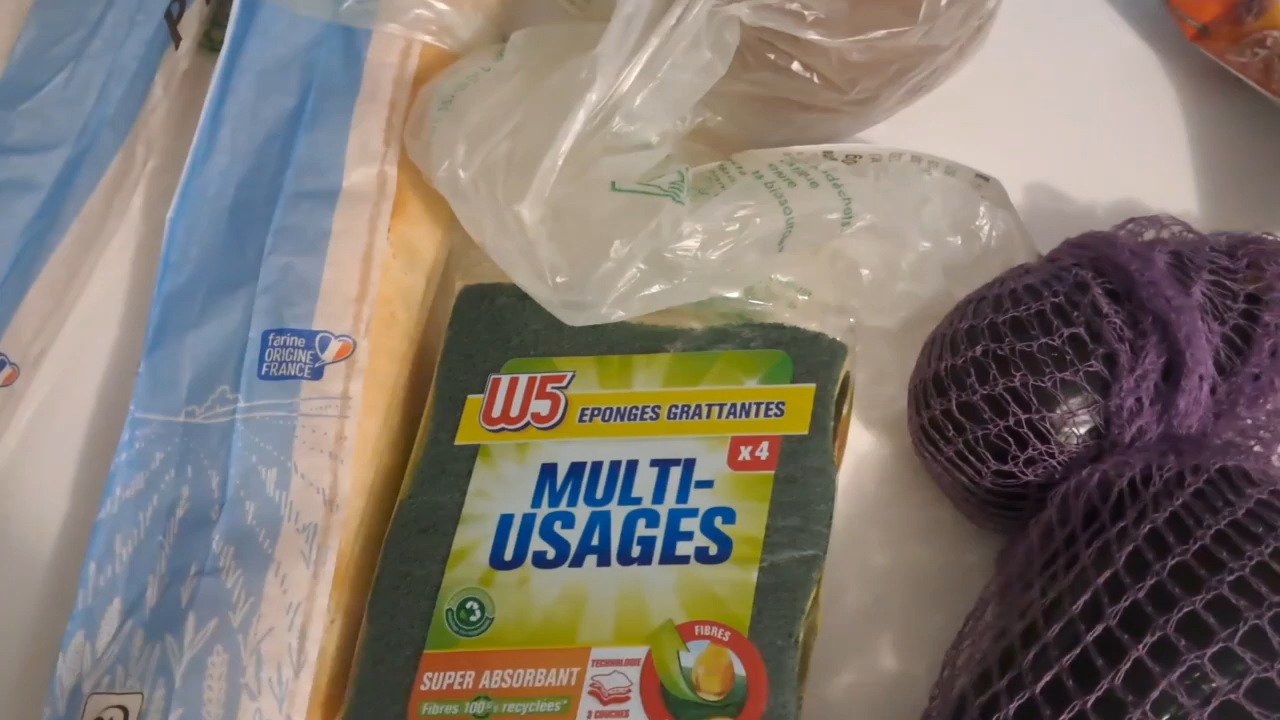 farine
ORIGINE
FRANCE
W5
EPONGES GRATTANTES
x4
MULTI-
USAGES
SUPER ABSORBANT
Fibres 100% recyclées*
TECHNOLOGIE
3 COUCHES
FIBRES